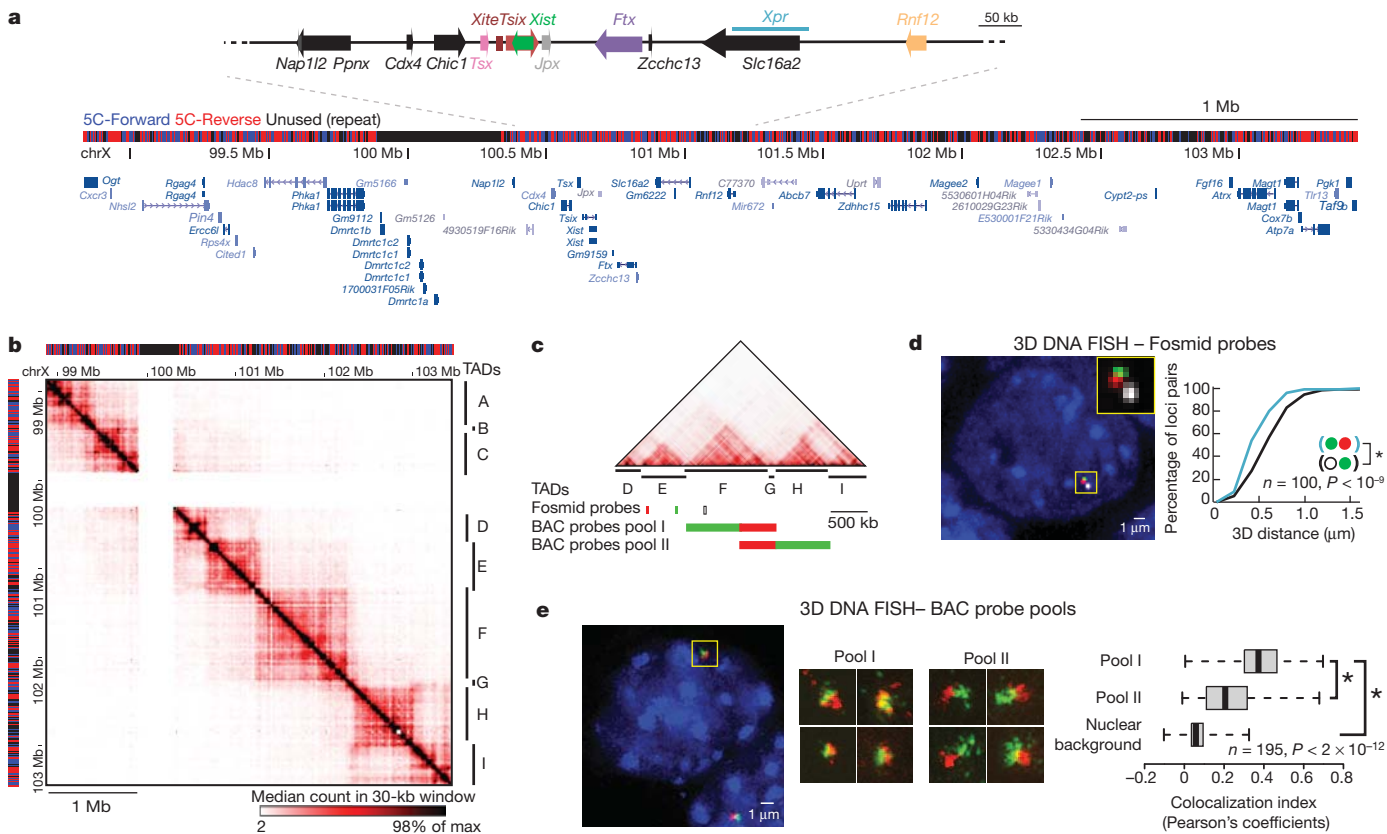 a
Xpr
50 kb
Xite Tsix Xist Ftx Rnf12
Nap1l2 Ppnx Cdx4 Chic1 Tsx Jpx Zcchc13 Slc16a2
1 Mb
5C-Forward 5C-Reverse Unused (repeat)
chrX 99.5 Mb 100 Mb 100.5 Mb 101 Mb 101.5 Mb 102 Mb 102.5 Mb 103 Mb
Ogt Rgag4 Hdac8 Gm5166 Nap1l2 Tsx Slc16a2 C77370 Uprt Magee2 Magee1 Fgf16 Magt1 Pgk1
Cxcr3 Rgag4 Phka1 Cdx4 Jpx Gm6222 Rnf12 Abcb7 5530601H04Rik Cypt2-ps Atrx Tlr13
Nhsl2 Phka1 Chic1 Mir672 Zdhhc15 2610029G23Rik Magt1 Taf9b
Pin4 Gm9112 Gm5126 Tsix E530001F21Rik Cox7b
Ercc6l Dmrtc1b 4930519F16Rik Xist 5330434G04Rik Atp7a
Rps4x Dmrtc1c2 Xist
Cited1 Dmrtc1c1 Gm9159
Dmrtc1c2 Ftx
Dmrtc1c1 Zcchc13
1700031F05Rik
Dmrtc1a
b
chrX 99 Mb 100 Mb 101 Mb 102 Mb 103 Mb TADs
99 Mb
100 Mb
101 Mb
102 Mb
103 Mb
A
B
C
D
E
F
G
H
I
1 Mb
Median count in 30-kb window
2 98% of max
c
D E F G H I
TADs
Fosmid probes
500 kb
BAC probes pool I
BAC probes pool II
d
3D DNA FISH – Fosmid probes
1 μm
Percentage of loci pairs
100
80
60
40
20
0
0 0.5 1.0 1.5
3D distance (μm)
*
n = 100, P < 10⁻⁹
e
3D DNA FISH– BAC probe pools
1 μm
Pool I Pool II
Pool I
Pool II
Nuclear
background
* *
n = 195, P < 2 × 10⁻¹²
−0.2 0 0.2 0.4 0.6 0.8
Colocalization index
(Pearson's coefficients)